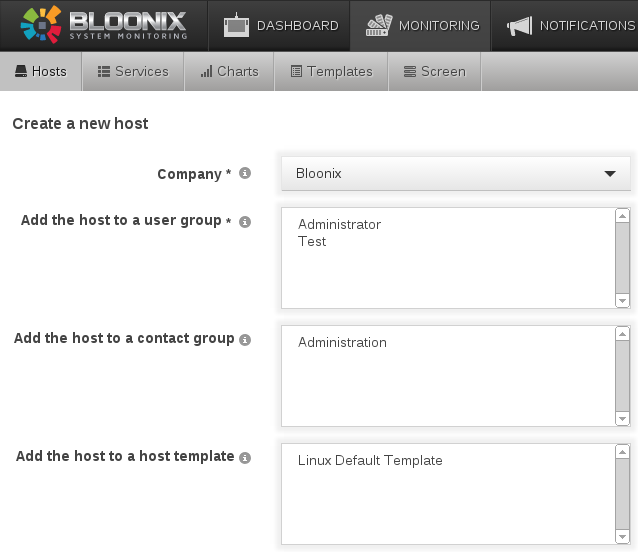 BLOONIX
SYSTEM MONITORING
DASHBOARD
MONITORING
NOTIFICATIONS
Hosts
Services
Charts
Templates
Screen
Create a new host
Company *
Bloonix
Add the host to a user group *
Administrator
Test
Add the host to a contact group
Administration
Add the host to a host template
Linux Default Template